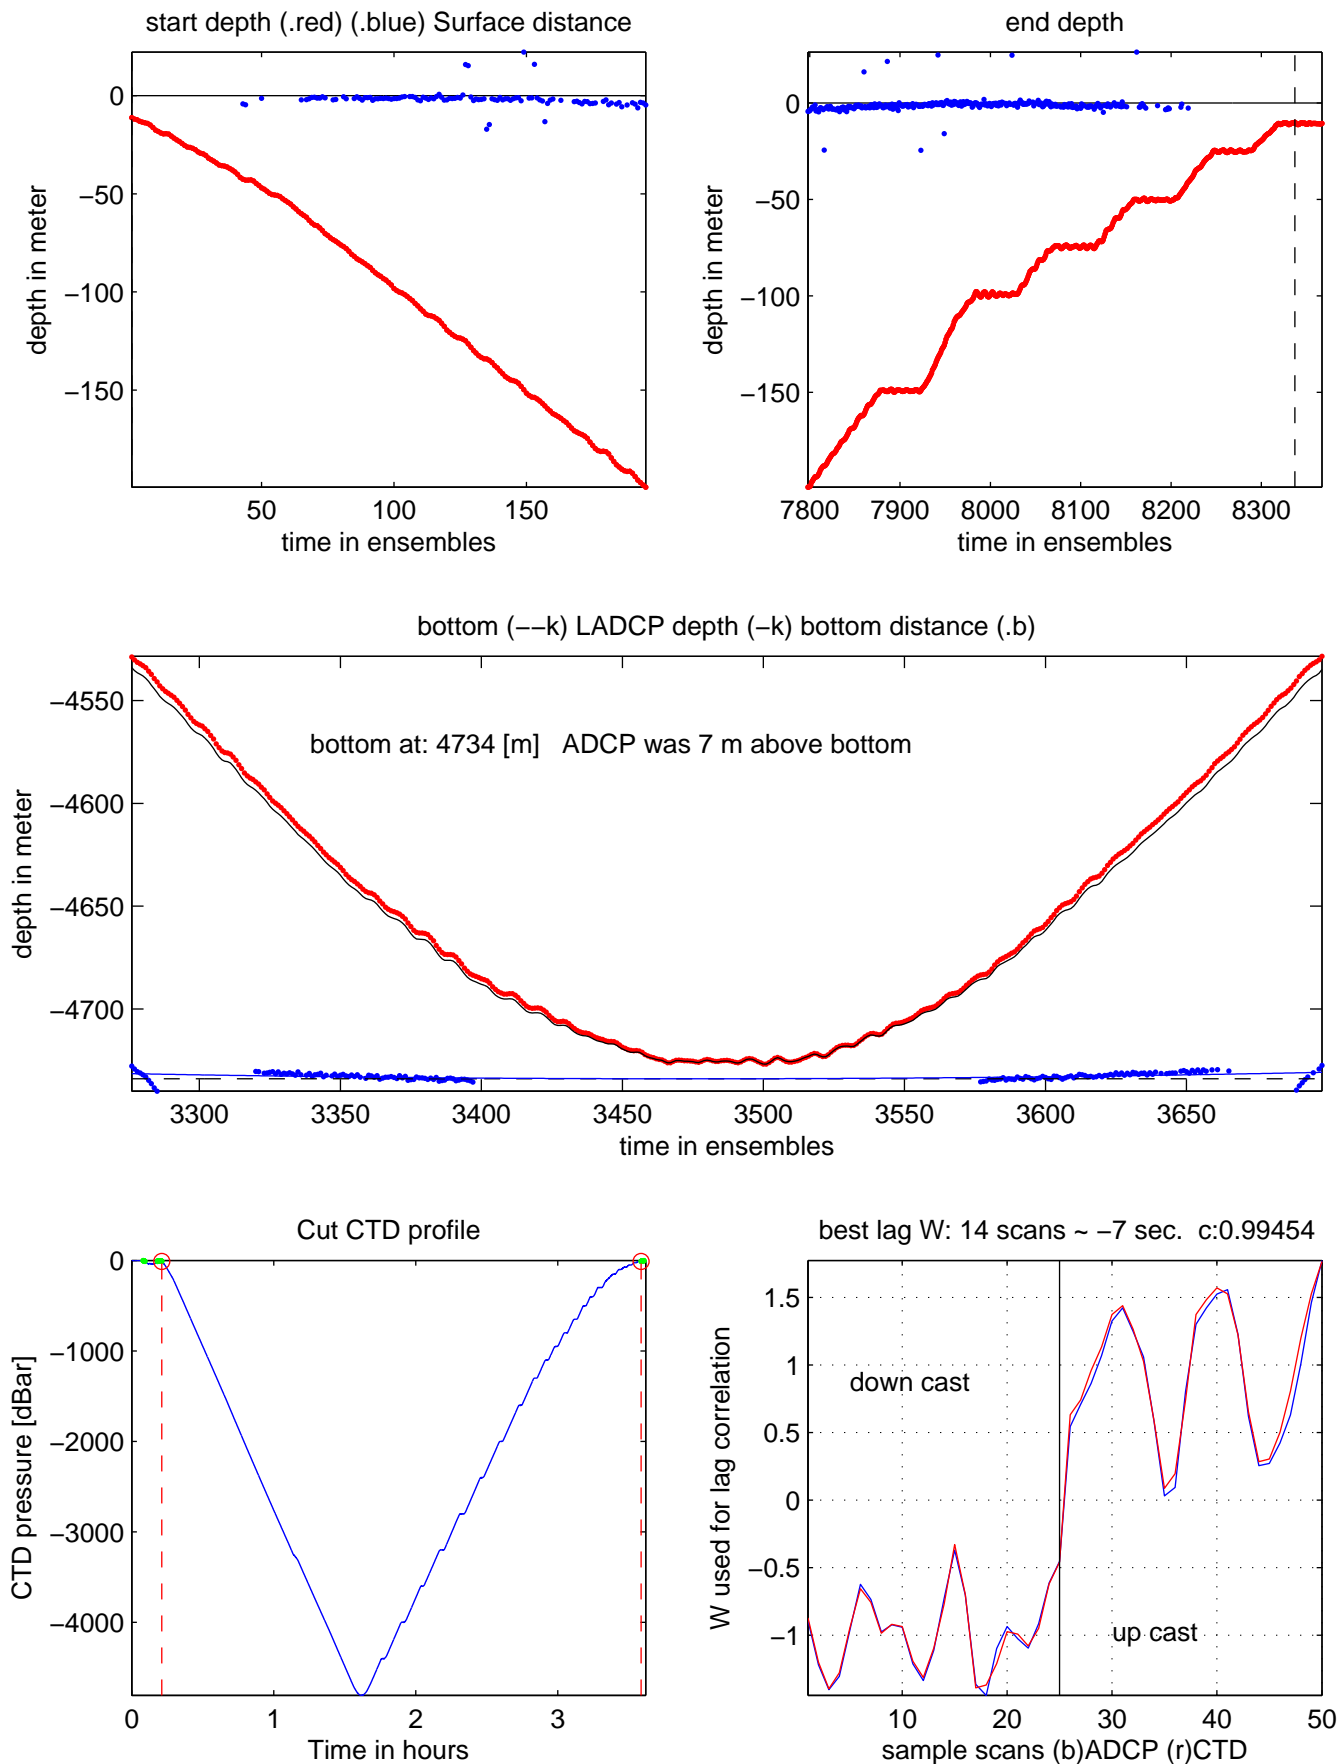 start depth (.red) (.blue) Surface distance
end depth
0
−50
−100
−150
depth in meter
50
100
150
time in ensembles
0
−50
−100
−150
depth in meter
7800
7900
8000
8100
8200
8300
time in ensembles
bottom (−−k) LADCP depth (−k) bottom distance (.b)
−4550
−4600
−4650
−4700
depth in meter
bottom at: 4734 [m]   ADCP was 7 m above bottom
3300
3350
3400
3450
3500
3550
3600
3650
time in ensembles
Cut CTD profile
0
−1000
−2000
−3000
−4000
CTD pressure [dBar]
0
1
2
3
Time in hours
best lag W: 14 scans ~ −7 sec.  c:0.99454
1.5
1
0.5
0
−0.5
−1
W used for lag correlation
down cast
up cast
10
20
30
40
50
sample scans (b)ADCP (r)CTD